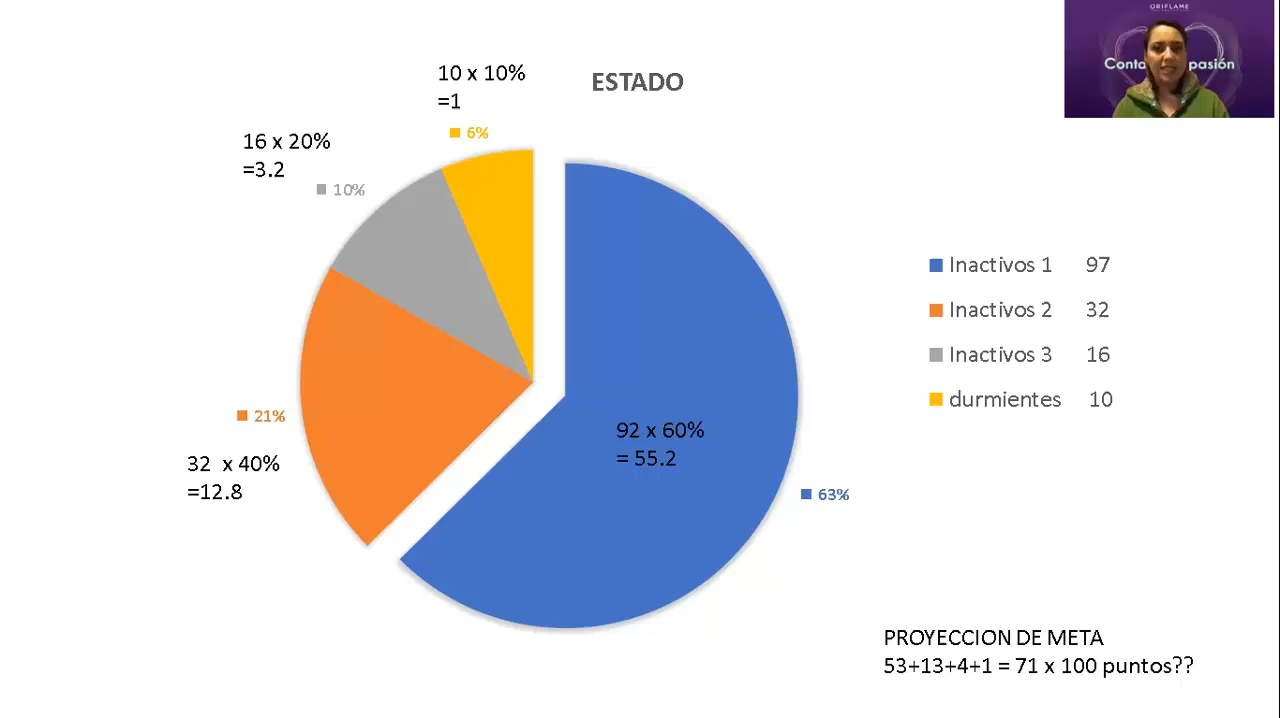 ORIFLAME
Conta pasión
ESTADO
10 x 10%
=1
6%
16 x 20%
=3.2
10%
21%
32 x 40%
=12.8
92 x 60%
= 55.2
63%
Inactivos 1 97
Inactivos 2 32
Inactivos 3 16
durmientes 10
PROYECCION DE META
53+13+4+1 = 71 x 100 puntos??